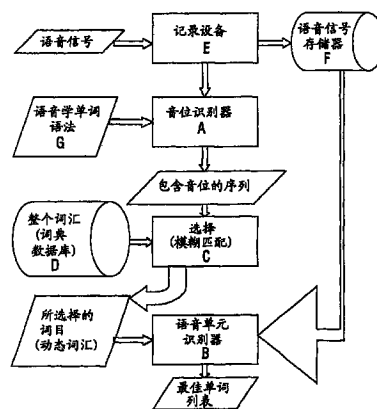 语音信号
记录设备
E
语音信号
存储器
F
语音学单词
语法
G
音位识别器
A
包含音位的序列
整个词汇
(词典
数据库)
D
选择
(模糊匹配)
C
所选择的
词目
(动态词汇)
语音单元
识别器
B
最佳单词
列表